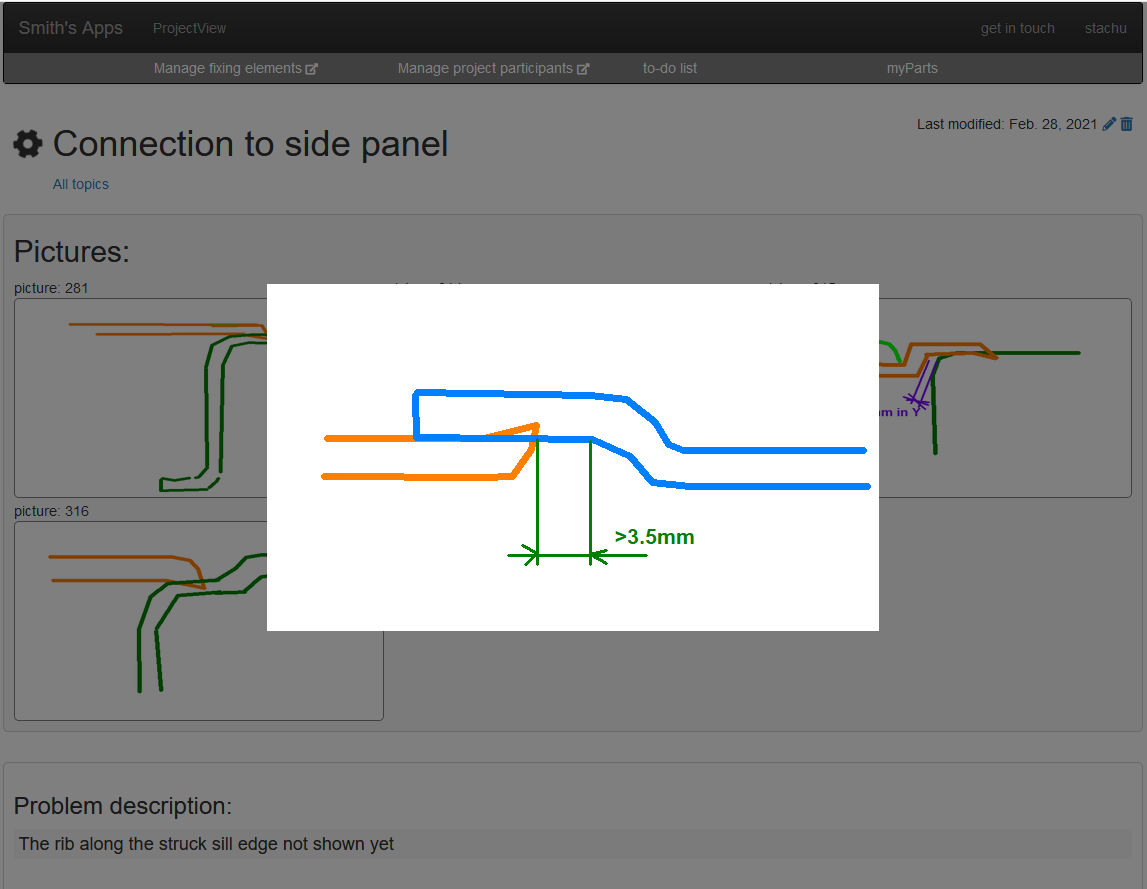 Smith's Apps ProjectView get in touch stachu
Manage fixing elements Manage project participants to-do list myParts
Last modified: Feb. 28, 2021
Connection to side panel
All topics
Pictures:
picture: 281
>3.5mm
in Y
picture: 316
Problem description:
The rib along the struck sill edge not shown yet